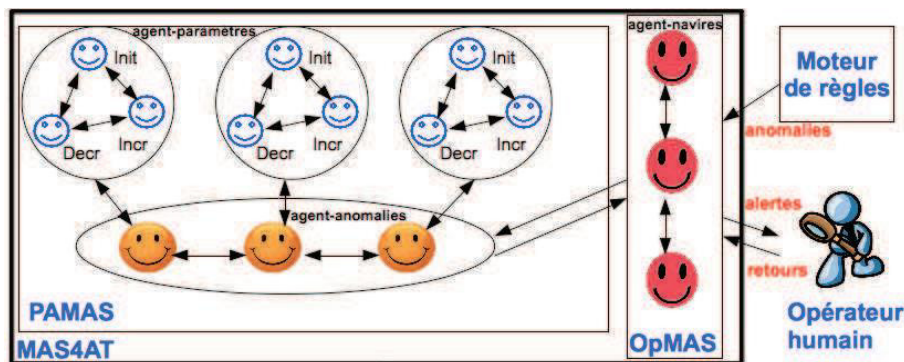 agent-paramètres
agent-navires
Init
Decr
Incr
Init
Decr
Incr
Init
Decr
Incr
Moteur
de règles
anomalies
agent-anomalies
alertes
retours
PAMAS
MAS4AT
OpMAS
Opérateur
humain